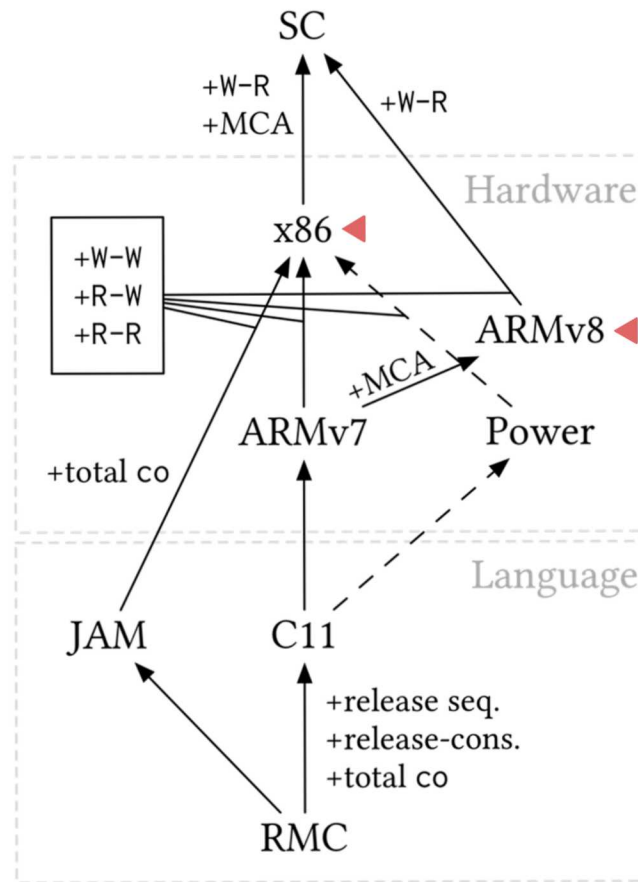 SC
+W-R
+MCA
+W-R
Hardware
x86
+W-W
+R-W
+R-R
ARMv8
+MCA
ARMv7
Power
+total co
Language
JAM
C11
+release seq.
+release-cons.
+total co
RMC